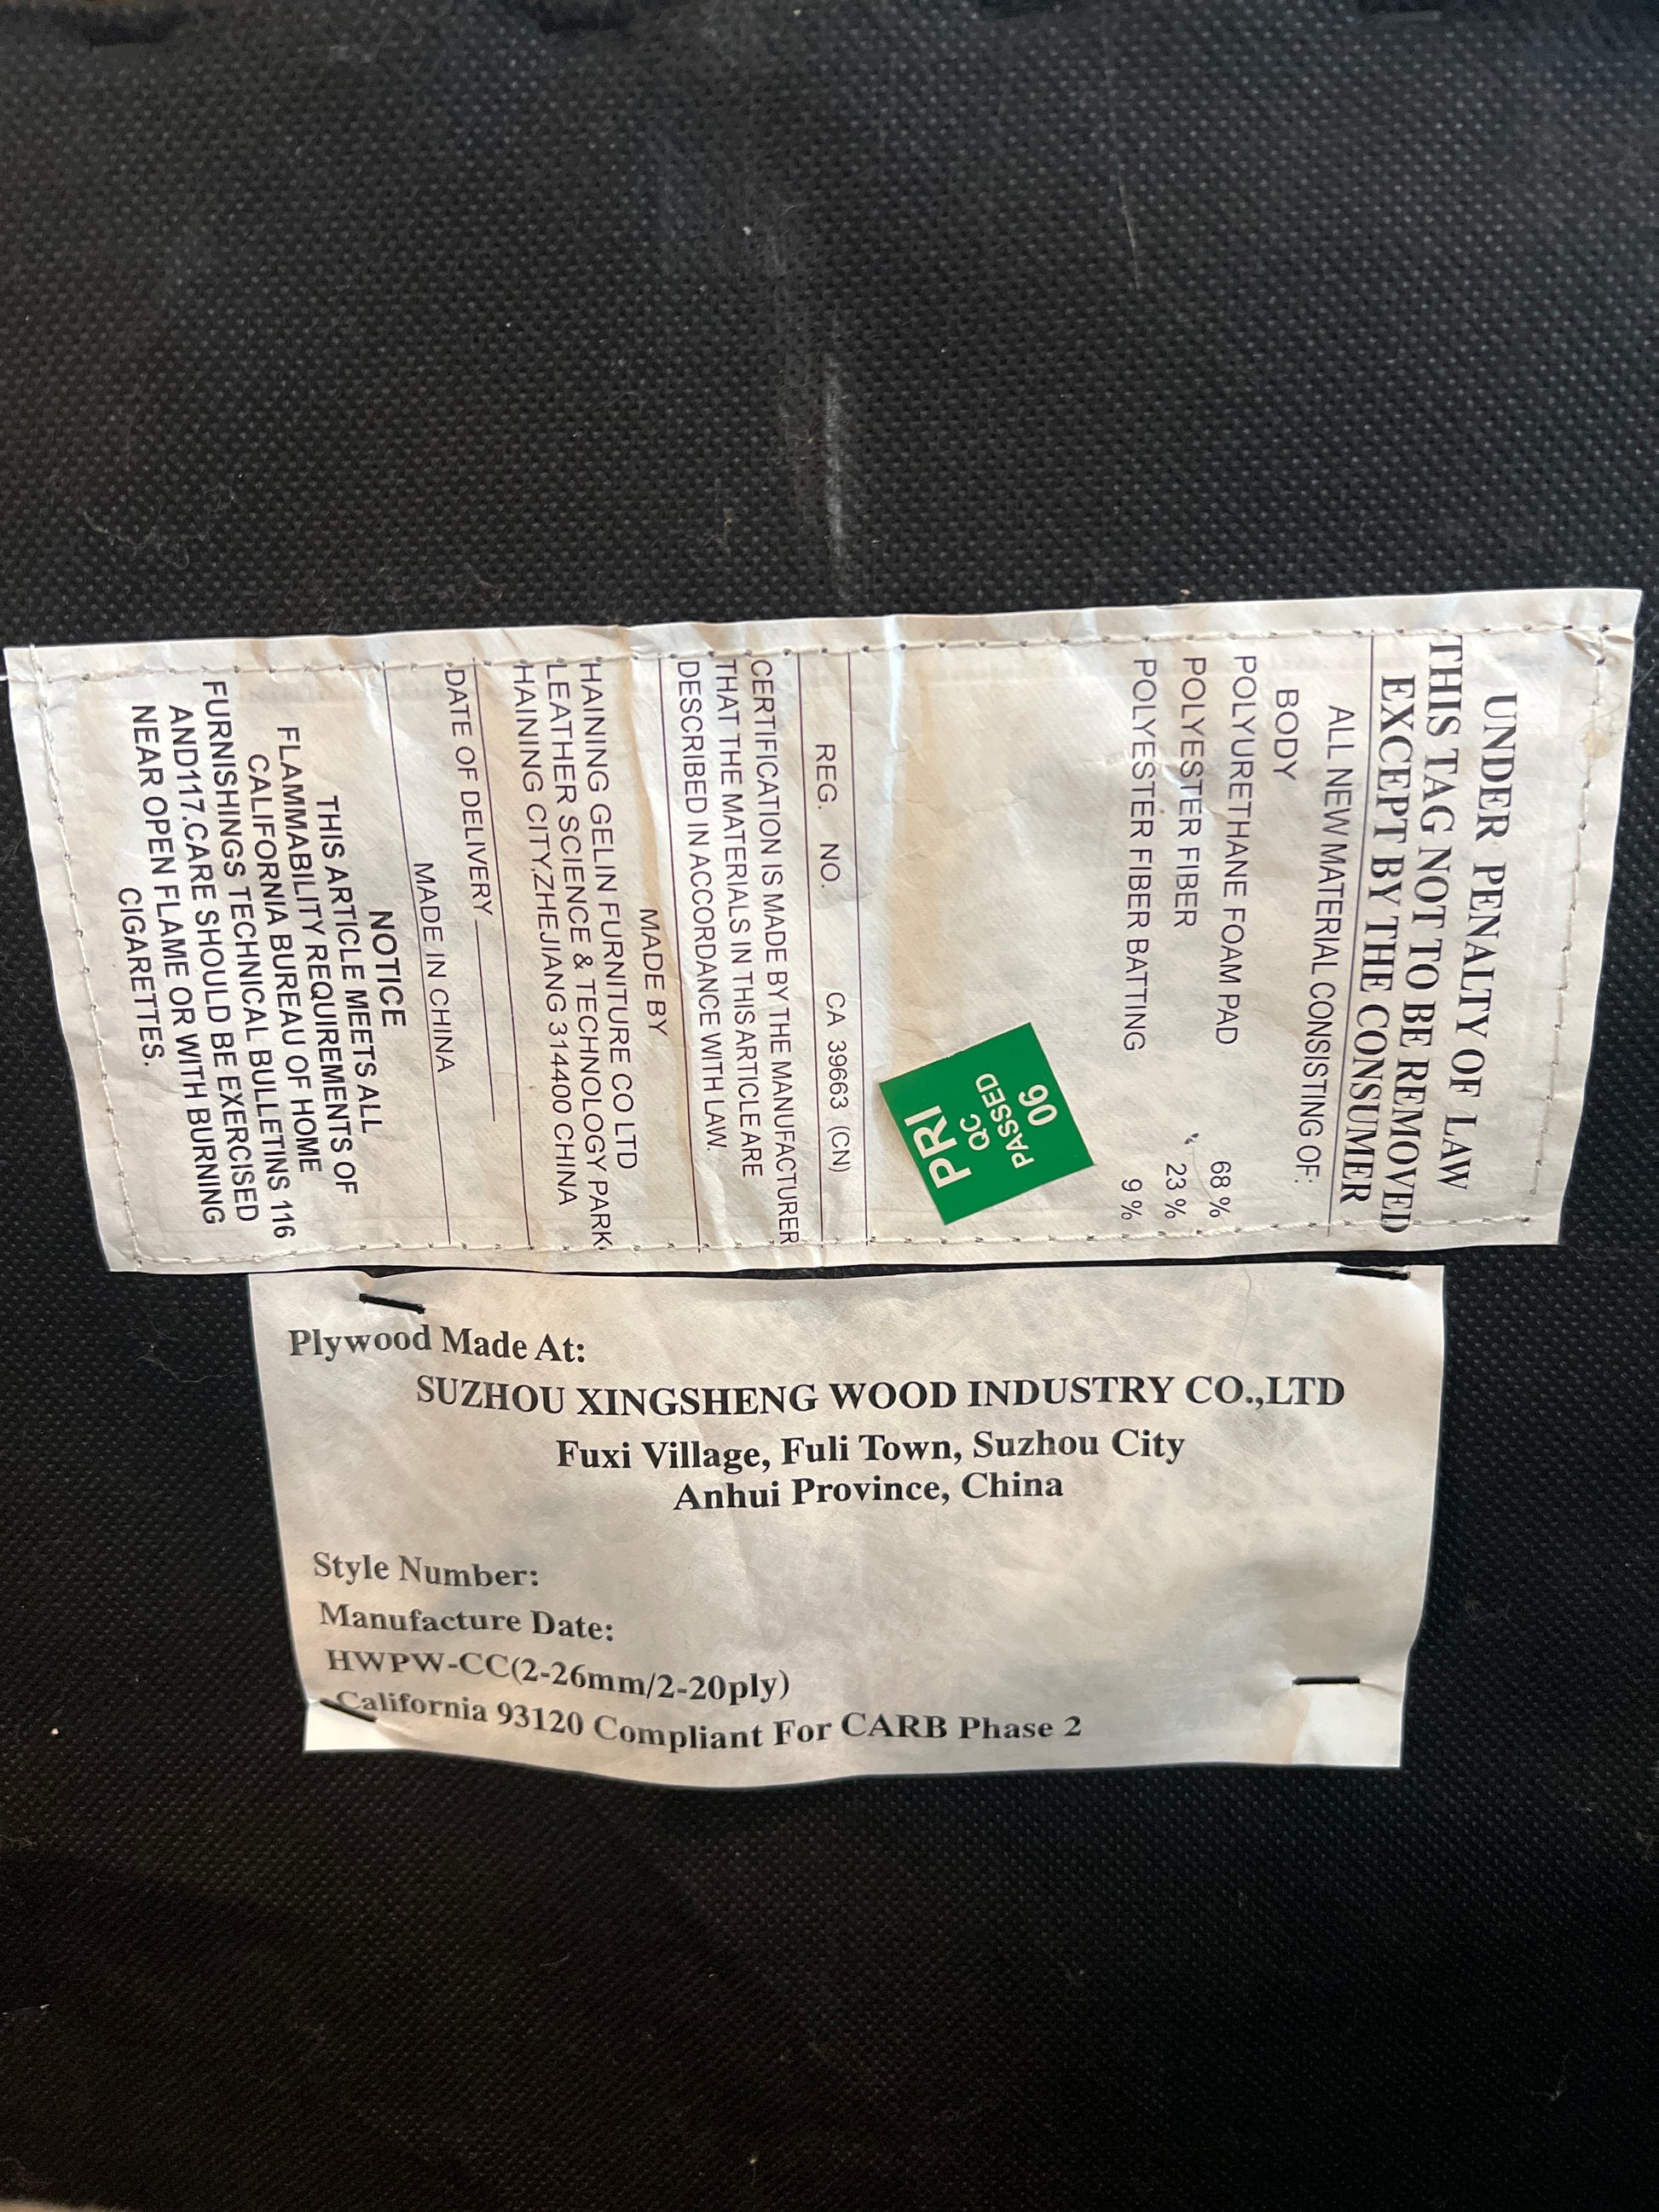 UNDER PENALTY OF LAW
THIS TAG NOT TO BE REMOVED
EXCEPT BY THE CONSUMER
ALL NEW MATERIAL CONSISTING OF:
BODY
POLYURETHANE FOAM PAD 68 %
POLYESTER FIBER 23 %
POLYESTER FIBER BATTING 9 %
PRI
QC
PASSED
06
REG. NO. CA 39663 (CN)
CERTIFICATION IS MADE BY THE MANUFACTURER
THAT THE MATERIALS IN THIS ARTICLE ARE
DESCRIBED IN ACCORDANCE WITH LAW.
MADE BY
HAINING GELIN FURNITURE CO LTD
LEATHER SCIENCE & TECHNOLOGY PARK
HAINING CITY,ZHEJIANG 314400 CHINA
DATE OF DELIVERY
MADE IN CHINA
NOTICE
THIS ARTICLE MEETS ALL
FLAMMABILITY REQUIREMENTS OF
CALIFORNIA BUREAU OF HOME
FURNISHINGS TECHNICAL BULLETINS 116
AND117.CARE SHOULD BE EXERCISED
NEAR OPEN FLAME OR WITH BURNING
CIGARETTES.
Plywood Made At:
SUZHOU XINGSHENG WOOD INDUSTRY CO.,LTD
Fuxi Village, Fuli Town, Suzhou City
Anhui Province, China
Style Number:
Manufacture Date:
HWPW-CC(2-26mm/2-20ply)
California 93120 Compliant For CARB Phase 2